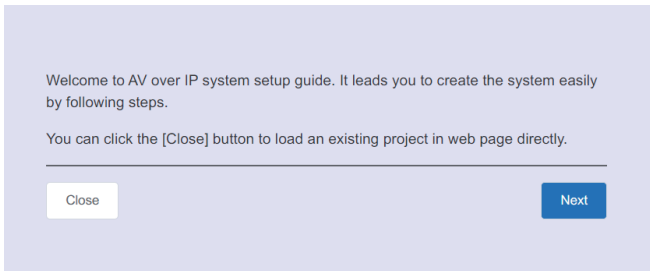 Welcome to AV over IP system setup guide. It leads you to create the system easily
by following steps.
You can click the [Close] button to load an existing project in web page directly.
Close
Next